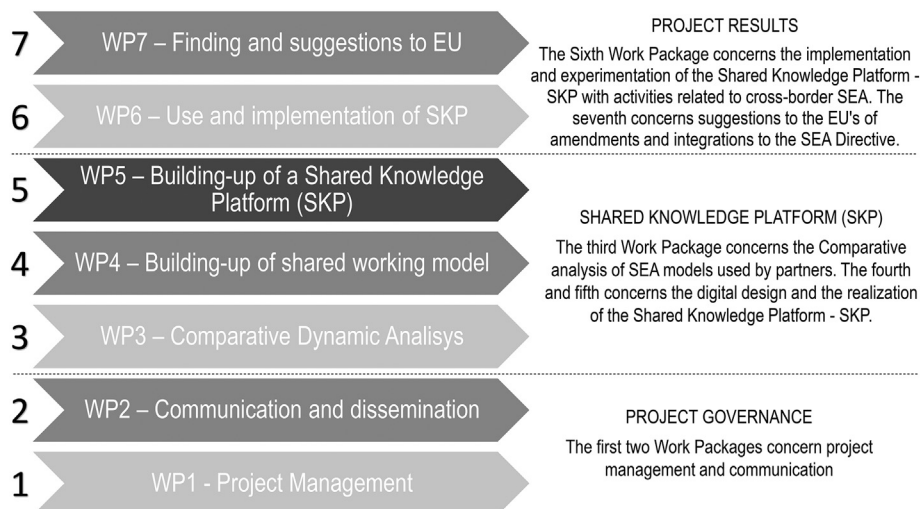 7
WP7 – Finding and suggestions to EU
6
WP6 – Use and implementation of SKP
PROJECT RESULTS
The Sixth Work Package concerns the implementation
and experimentation of the Shared Knowledge Platform -
SKP with activities related to cross-border SEA. The
seventh concerns suggestions to the EU's of
amendments and integrations to the SEA Directive.
5
WP5 – Building-up of a Shared Knowledge
Platform (SKP)
4
WP4 – Building-up of shared working model
3
WP3 – Comparative Dynamic Analisys
SHARED KNOWLEDGE PLATFORM (SKP)
The third Work Package concerns the Comparative
analysis of SEA models used by partners. The fourth
and fifth concerns the digital design and the realization
of the Shared Knowledge Platform - SKP.
2
WP2 – Communication and dissemination
1
WP1 - Project Management
PROJECT GOVERNANCE
The first two Work Packages concern project
management and communication